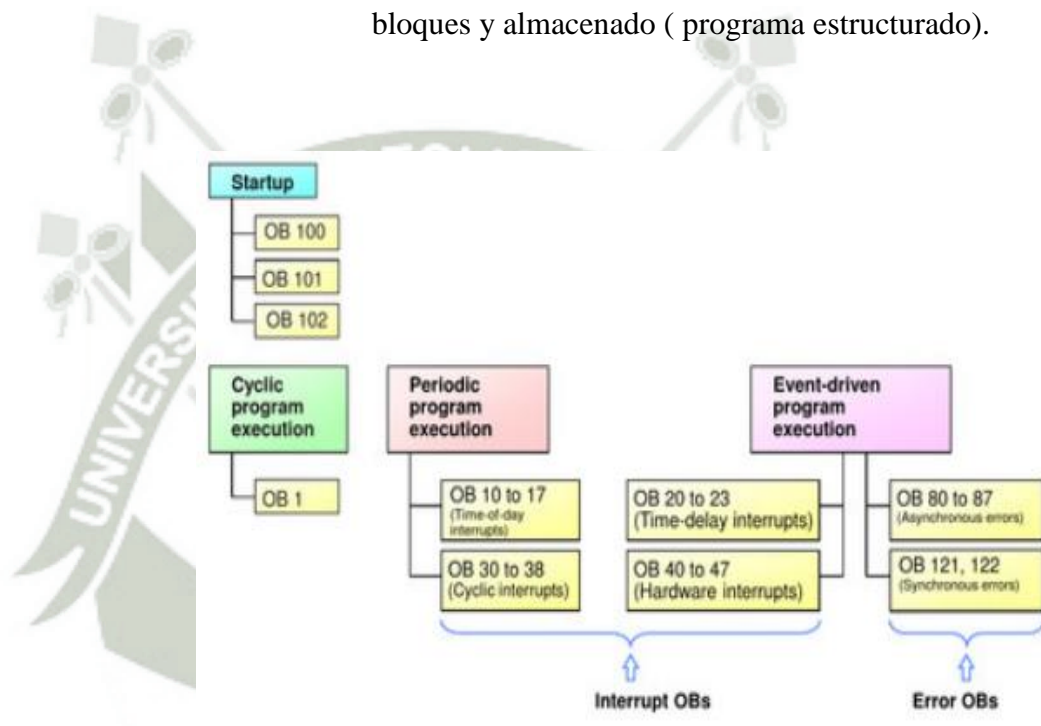 bloques y almacenado ( programa estructurado).
Startup
OB 100
OB 101
OB 102
Cyclic
program
execution
OB 1
Periodic
program
execution
OB 10 to 17
(Time-of-day
interrupts)
OB 30 to 38
(Cyclic interrupts)
Event-driven
program
execution
OB 20 to 23
(Time-delay interrupts)
OB 40 to 47
(Hardware interrupts)
OB 80 to 87
(Asynchronous errors)
OB 121, 122
(Synchronous errors)
Interrupt OBs
Error OBs